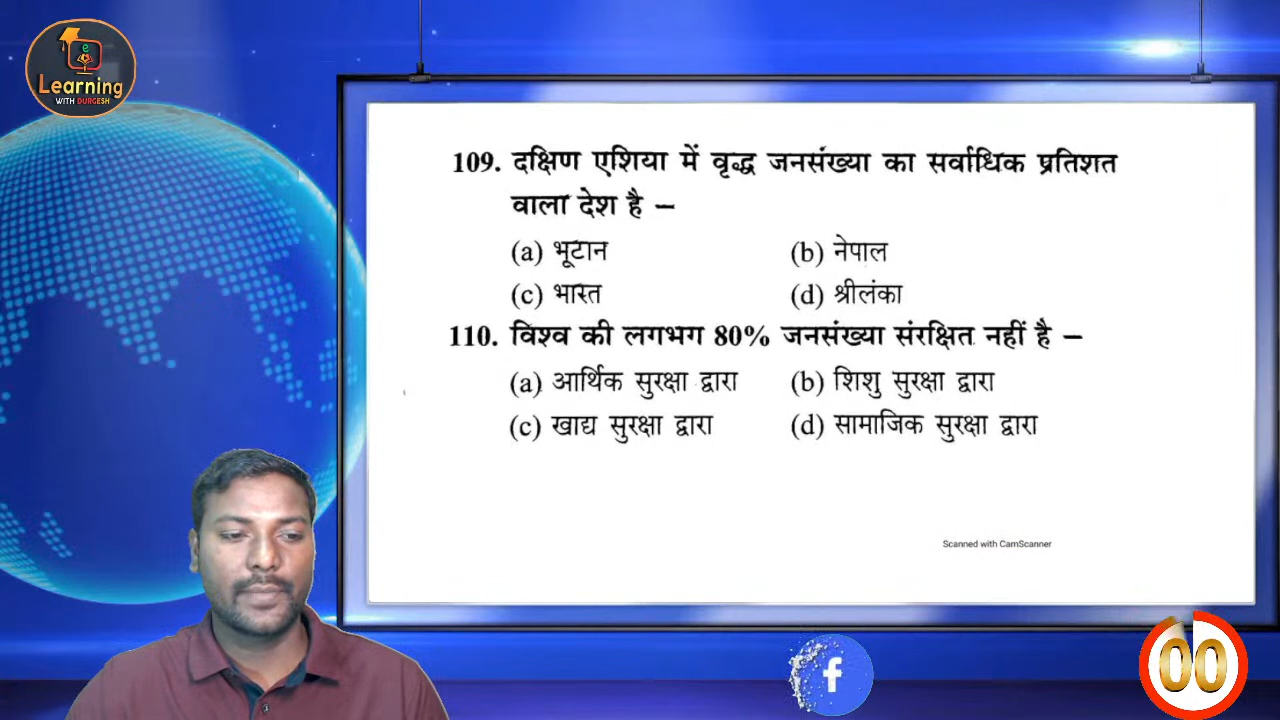 e
Learning
WITH DURGESH
109. दक्षिण एशिया में वृद्ध जनसंख्या का सर्वाधिक प्रतिशत
वाला देश है –
(a) भूटान (b) नेपाल
(c) भारत (d) श्रीलंका
110. विश्व की लगभग 80% जनसंख्या संरक्षित नहीं है –
(a) आर्थिक सुरक्षा द्वारा (b) शिशु सुरक्षा द्वारा
(c) खाद्य सुरक्षा द्वारा (d) सामाजिक सुरक्षा द्वारा
Scanned with CamScanner
f
00